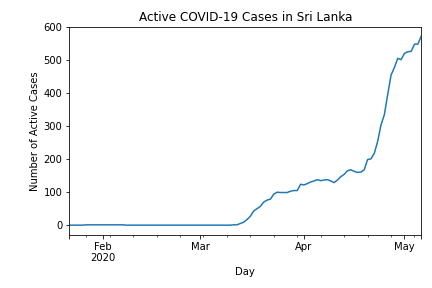 Active COVID-19 Cases in Sri Lanka
600
500
400
300
200
100
0
Number of Active Cases
Feb
2020
Mar
Apr
May
Day